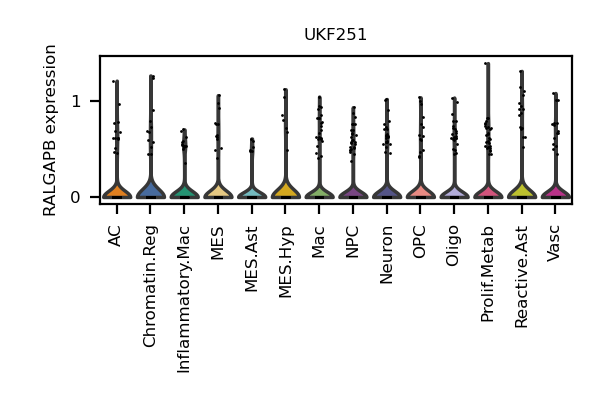 UKF251
RALGAPB expression
1
0
AC
Chromatin.Reg
Inflammatory.Mac
MES
MES.Ast
MES.Hyp
Mac
NPC
Neuron
OPC
Oligo
Prolif.Metab
Reactive.Ast
Vasc